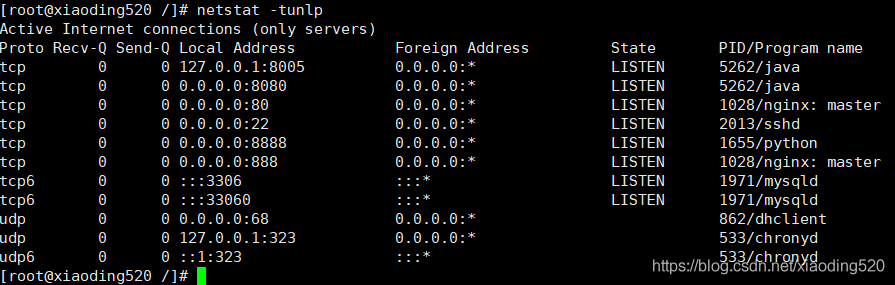 [root@xiaoding520 /]# netstat -tunlp
Active Internet connections (only servers)
Proto Recv-Q Send-Q Local Address           Foreign Address         State       PID/Program name
tcp        0      0 127.0.0.1:8005          0.0.0.0:*               LISTEN      5262/java
tcp        0      0 0.0.0.0:8080            0.0.0.0:*               LISTEN      5262/java
tcp        0      0 0.0.0.0:80              0.0.0.0:*               LISTEN      1028/nginx: master
tcp        0      0 0.0.0.0:22              0.0.0.0:*               LISTEN      2013/sshd
tcp        0      0 0.0.0.0:8888            0.0.0.0:*               LISTEN      1655/python
tcp        0      0 0.0.0.0:888             0.0.0.0:*               LISTEN      1028/nginx: master
tcp6       0      0 :::3306                 :::*                    LISTEN      1971/mysqld
tcp6       0      0 :::33060                :::*                    LISTEN      1971/mysqld
udp        0      0 0.0.0.0:68              0.0.0.0:*                           862/dhclient
udp        0      0 127.0.0.1:323           0.0.0.0:*                           533/chronyd
udp6       0      0 ::1:323                 :::*                                533/chronyd
[root@xiaoding520 /]#
https://blog.csdn.net/xiaoding520